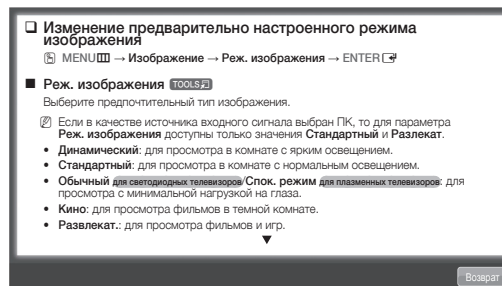 Изменение предварительно настроенного режима
изображения
MENU → Изображение → Реж. изображения → ENTER
Реж. изображения TOOLS
Выберите предпочтительный тип изображения.
Если в качестве источника входного сигнала выбран ПК, то для параметра
Реж. изображения доступны только значения Стандартный и Разлекат.
• Динамический: для просмотра в комнате с ярким освещением.
• Стандартный: для просмотра в комнате с нормальным освещением.
• Обычный для светодиодных телевизоров/Спок. режим для плазменных телевизоров: для
просмотра с минимальной нагрузкой на глаза.
• Кино: для просмотра фильмов в темной комнате.
• Развлекат.: для просмотра фильмов и игр.
Возврат